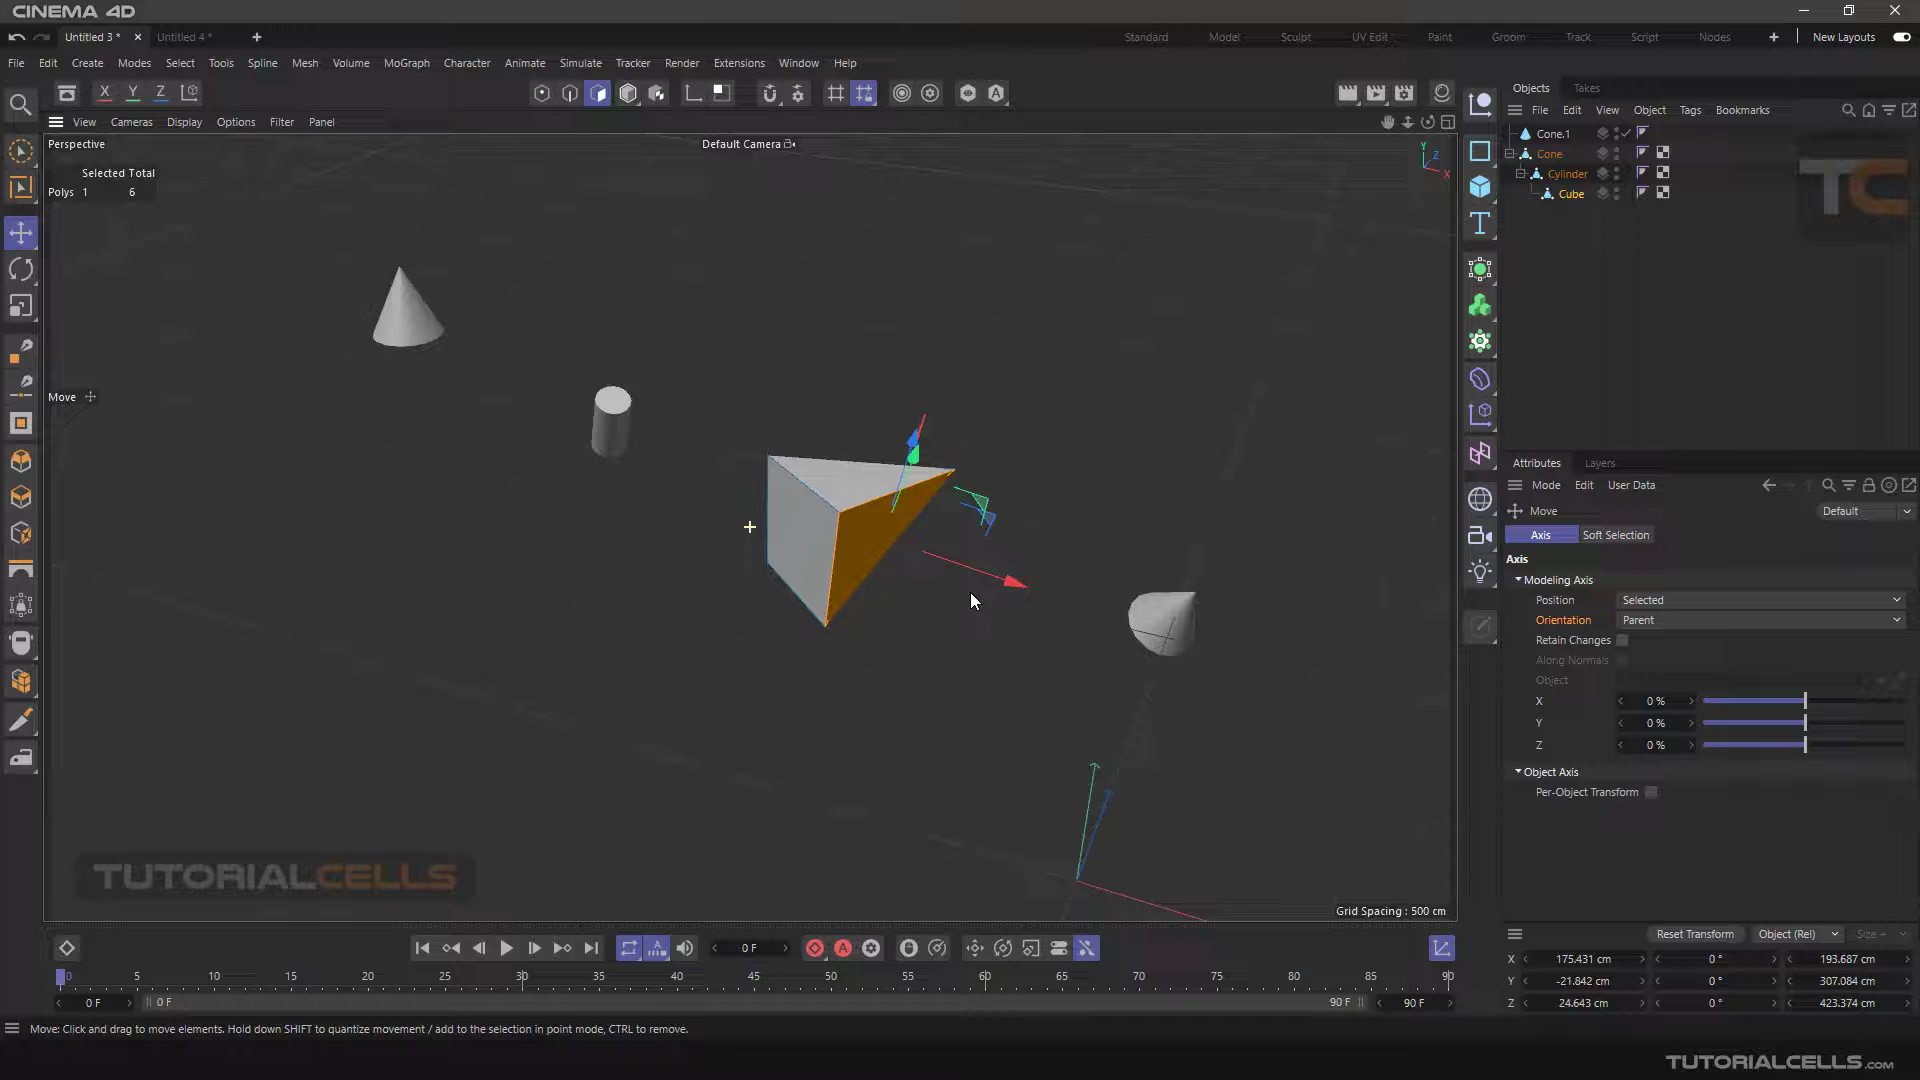 CINEMA 4D
Untitled 3 * × Untitled 4 * +
Standard Model Sculpt UV Edit Paint Groom Track Script Nodes + New Layouts
File Edit Create Modes Select Tools Spline Mesh Volume MoGraph Character Animate Simulate Tracker Render Extensions Window Help
X Y Z
View Cameras Display Options Filter Panel
Perspective
Default Camera
Selected Total
Polys 1 6
Move
Y
Z
X
Objects Takes
File Edit View Object Tags Bookmarks
Cone.1
Cone
Cylinder
Cube
TC
Attributes Layers
Mode Edit User Data
Move Default
Axis Soft Selection
Axis
Modeling Axis
Position Selected
Orientation Parent
Retain Changes
Along Normals
Object
X 0 %
Y 0 %
Z 0 %
Object Axis
Per-Object Transform
TUTORIALCELLS
Grid Spacing : 500 cm
0 F
0 5 10 15 20 25 30 35 40 45 50 55 60 65 70 75 80 85 90
0 F 0 F 90 F 90 F
Reset Transform Object (Rel) Size
X 175.431 cm 0 ° 193.687 cm
Y -21.842 cm 0 ° 307.084 cm
Z 24.643 cm 0 ° 423.374 cm
Move: Click and drag to move elements. Hold down SHIFT to quantize movement / add to the selection in point mode, CTRL to remove.
TUTORIALCELLS.COM